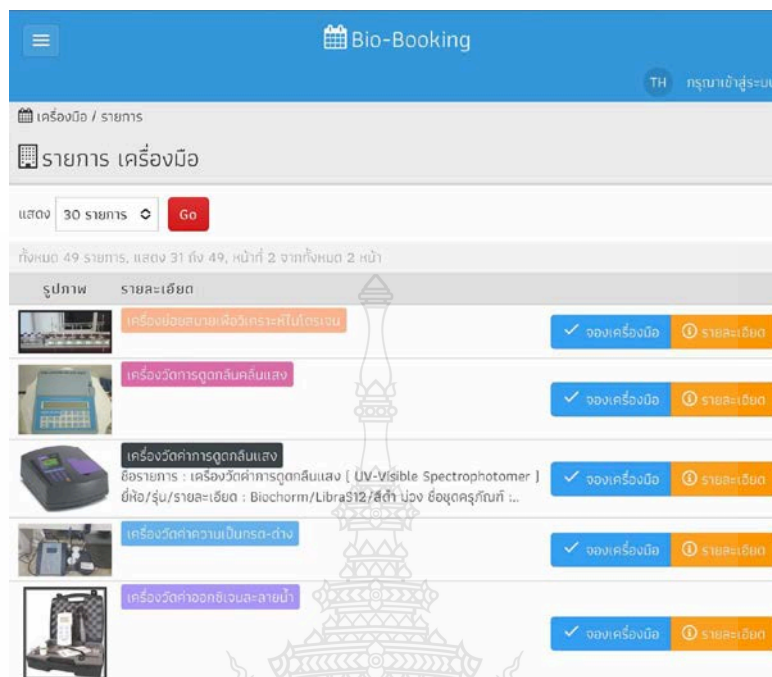 Bio-Booking
TH กรุณาเข้าสู่ระบบ
เครื่องมือ / รายการ
รายการ เครื่องมือ
แสดง 30 รายการ Go
ทั้งหมด 49 รายการ, แสดง 31 ถึง 49, หน้าที่ 2 จากทั้งหมด 2 หน้า
รูปภาพ รายละเอียด
เครื่องย่อยสลายเพื่อวิเคราะห์ไนโตรเจน
จองเครื่องมือ รายละเอียด
เครื่องวัดการดูดกลืนคลื่นแสง
จองเครื่องมือ รายละเอียด
เครื่องวัดค่าการดูดกลืนแสง
ชื่อรายการ : เครื่องวัดค่าการดูดกลืนแสง [ UV-Visible Spectrophotomer ]
ยี่ห้อ/รุ่น/รายละเอียด : Biochorm/LibraS12/สีดำ ม่วง ชื่อชุดครุภัณฑ์ :...
จองเครื่องมือ รายละเอียด
เครื่องวัดค่าความเป็นกรด-ด่าง
จองเครื่องมือ รายละเอียด
เครื่องวัดค่าออกซิเจนละลายน้ำ
จองเครื่องมือ รายละเอียด